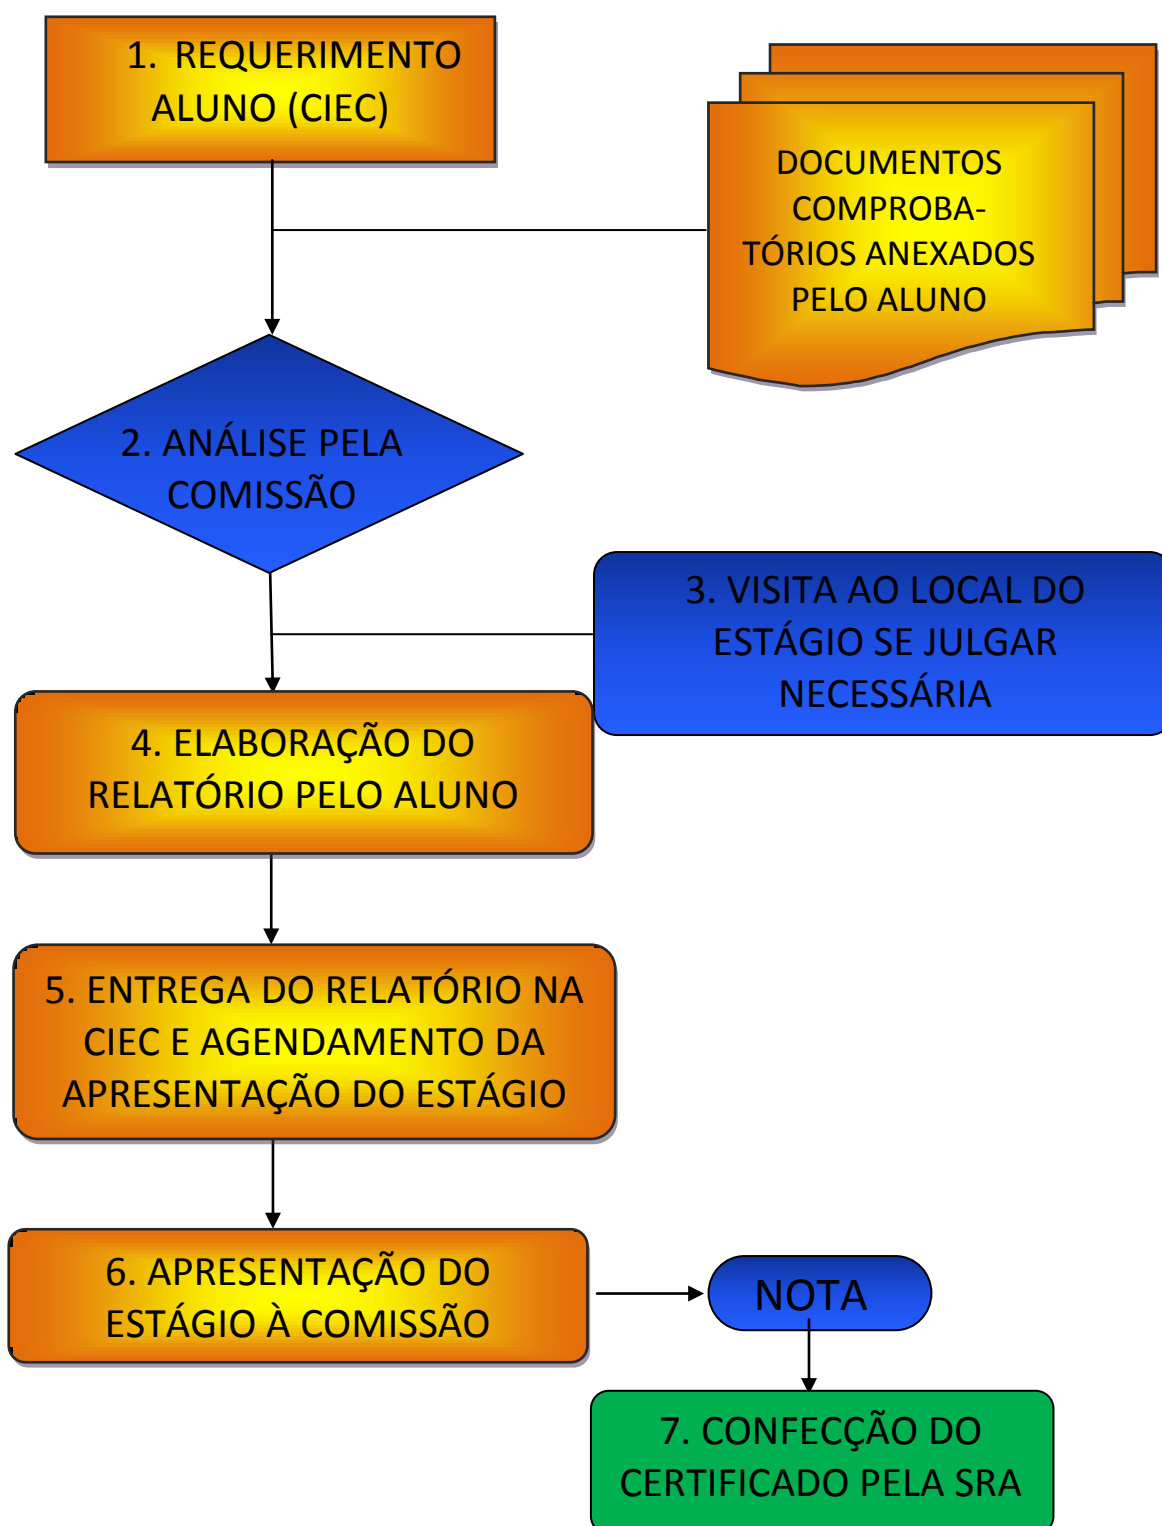 1. REQUERIMENTO
ALUNO (CIEC)
DOCUMENTOS
COMPROBA-
TÓRIOS ANEXADOS
PELO ALUNO
2. ANÁLISE PELA
COMISSÃO
3. VISITA AO LOCAL DO
ESTÁGIO SE JULGAR
NECESSÁRIA
4. ELABORAÇÃO DO
RELATÓRIO PELO ALUNO
5. ENTREGA DO RELATÓRIO NA
CIEC E AGENDAMENTO DA
APRESENTAÇÃO DO ESTÁGIO
6. APRESENTAÇÃO DO
ESTÁGIO À COMISSÃO
NOTA
7. CONFECÇÃO DO
CERTIFICADO PELA SRA